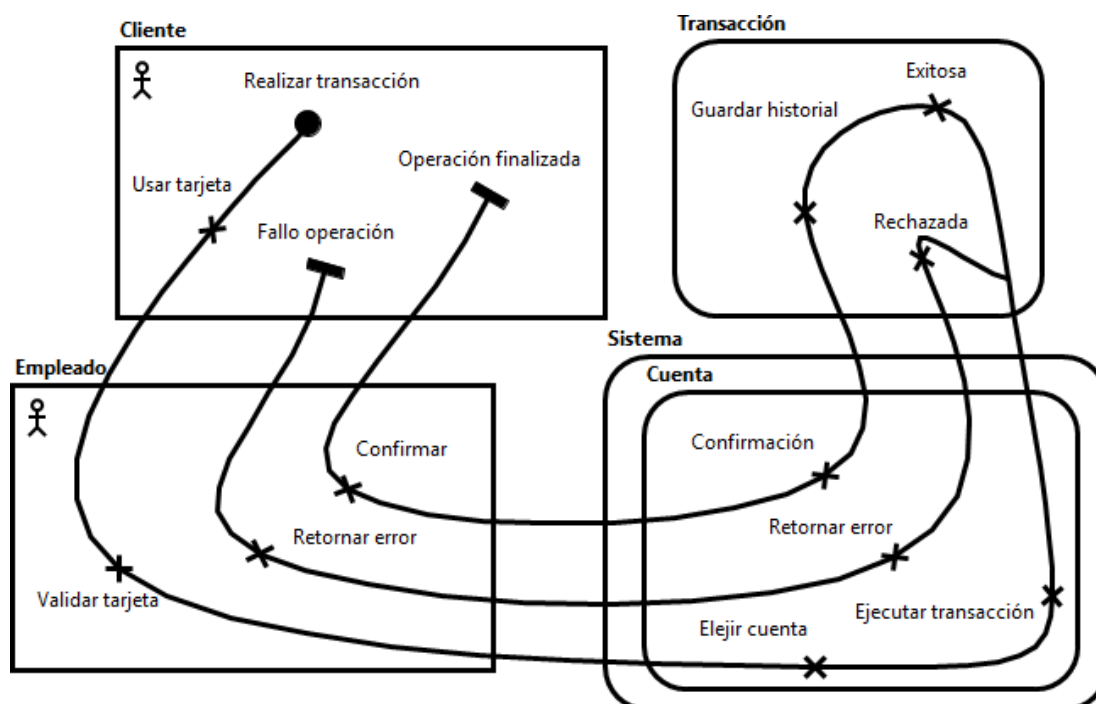 Cliente
Realizar transacción
Usar tarjeta
Operación finalizada
Fallo operación
Transacción
Exitosa
Guardar historial
Rechazada
Empleado
Confirmar
Retornar error
Validar tarjeta
Sistema
Cuenta
Confirmación
Retornar error
Ejecutar transacción
Elejir cuenta